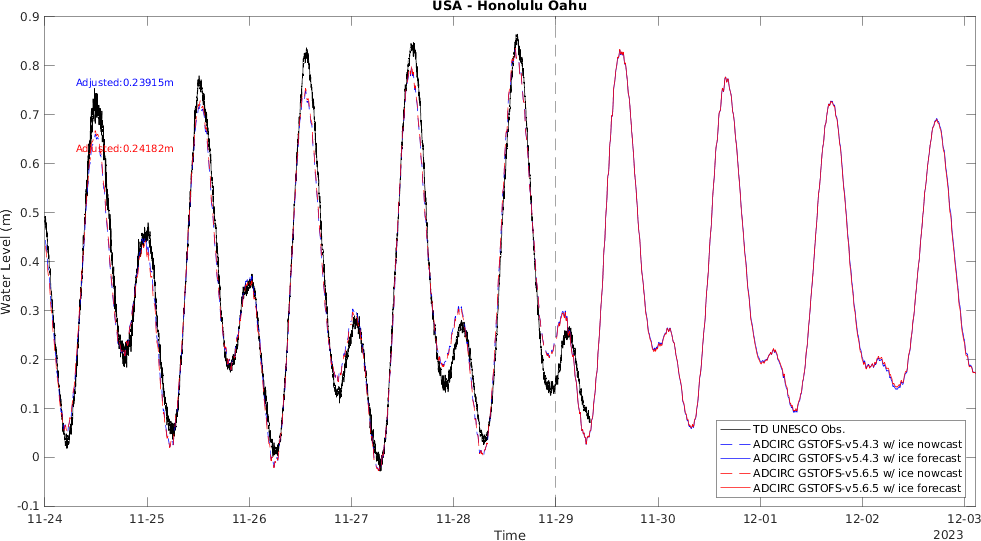 USA - Honolulu Oahu
0.9
0.8
0.7
0.6
0.5
0.4
0.3
0.2
0.1
0
-0.1
Water Level (m)
Adjusted:0.23915m
Adjusted:0.24182m
TD UNESCO Obs.
ADCIRC GSTOFS-v5.4.3 w/ ice nowcast
ADCIRC GSTOFS-v5.4.3 w/ ice forecast
ADCIRC GSTOFS-v5.6.5 w/ ice nowcast
ADCIRC GSTOFS-v5.6.5 w/ ice forecast
11-24 11-25 11-26 11-27 11-28 11-29 11-30 12-01 12-02 12-03
Time
2023